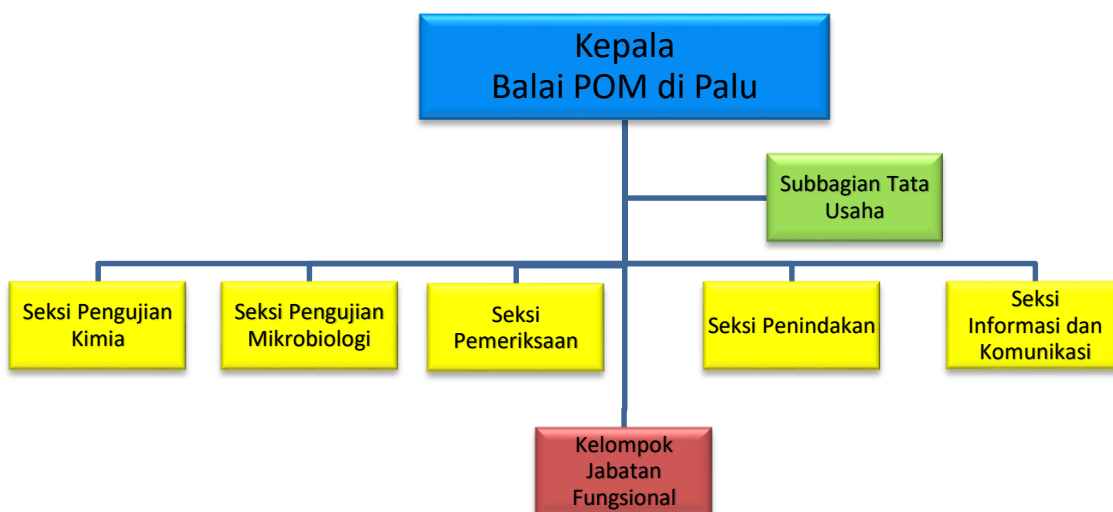 Kepala
Balai POM di Palu
Subbagian Tata
Usaha
Seksi Pengujian
Kimia
Seksi Pengujian
Mikrobiologi
Seksi
Pemeriksaan
Seksi Penindakan
Seksi
Informasi dan
Komunikasi
Kelompok
Jabatan
Fungsional